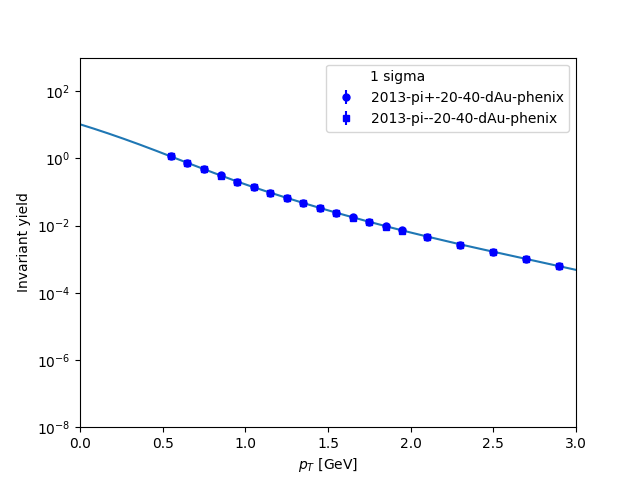 1 sigma
2013-pi+-20-40-dAu-phenix
2013-pi--20-40-dAu-phenix
Invariant yield
10²
10⁰
10⁻²
10⁻⁴
10⁻⁶
10⁻⁸
0.0 0.5 1.0 1.5 2.0 2.5 3.0
p_T [GeV]